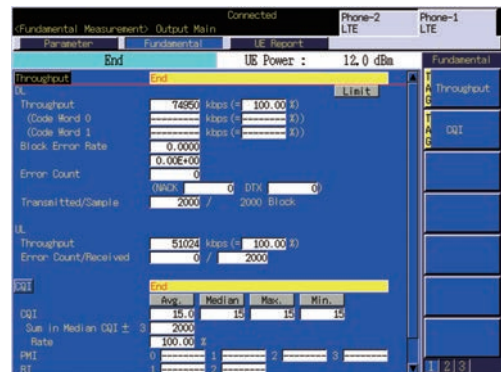 Connected
Phone-2 LTE
Phone-1 LTE
<Fundamental Measurement> Output Main
Parameter Fundamental UE Report
End UE Power : 12.0 dBm Fundamental
Throughput End
DL Limit
Throughput 74950 kbps (= 100.00 %)
(Code Word 0 -------- kbps (= ------ %))
(Code Word 1 -------- kbps (= ------ %))
Block Error Rate 0.0000
0.00E+00
Error Count 0
(NACK 0 DTX 0)
Transmitted/Sample 2000 / 2000 Block
UL
Throughput 51024 kbps (= 100.00 %)
Error Count/Received 0 / 2000
CQI End
Avg. Median Max. Min.
CQI 15.0 15 15 15
Sum in Median CQI ± 3 2000
Rate 100.00 %
PMI 0 -------- 1 -------- 2 -------- 3 --------
RI 1 -------- 2 --------
TAG Throughput
TAG CQI
1 2 3